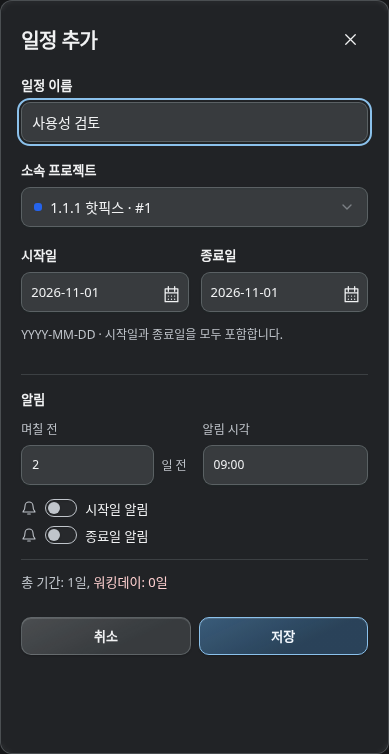 일정 추가
일정 이름
사용성 검토
소속 프로젝트
1.1.1 핫픽스 · #1
시작일 종료일
2026-11-01 2026-11-01
YYYY-MM-DD · 시작일과 종료일을 모두 포함합니다.
알림
며칠 전 알림 시각
2 일 전 09:00
시작일 알림
종료일 알림
총 기간: 1일, 워킹데이: 0일
취소 저장